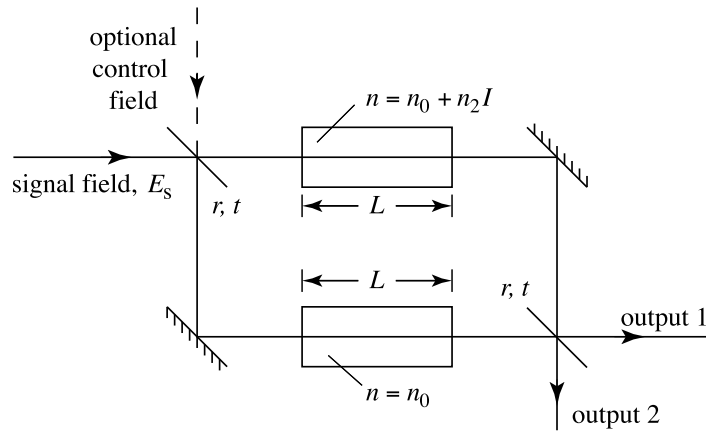 optional
control
field
n = n₀ + n₂I
signal field, Eₛ
r, t
L
L
r, t
output 1
n = n₀
output 2